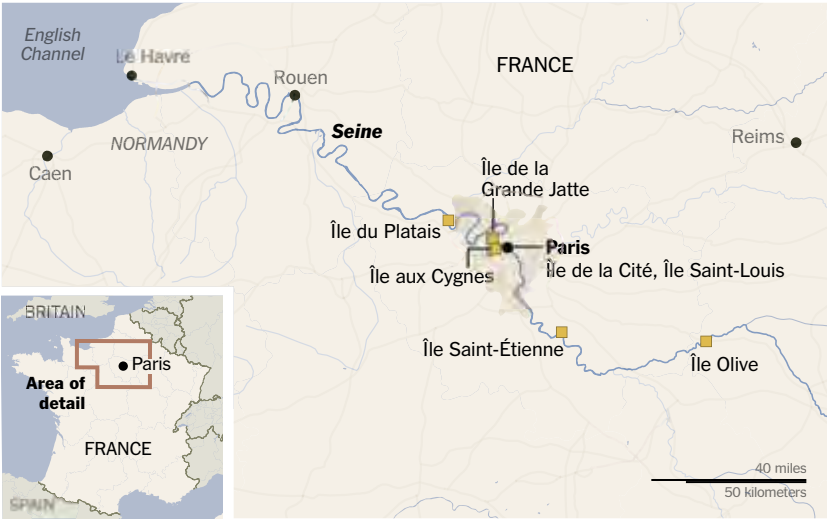 English
Channel
Le Havre
Rouen
FRANCE
Seine
NORMANDY
Reims
Caen
Île de la
Grande Jatte
Île du Platais
Paris
Île aux Cygnes
Île de la Cité, Île Saint-Louis
Île Saint-Étienne
Île Olive
BRITAIN
Paris
Area of
detail
FRANCE
SPAIN
40 miles
50 kilometers